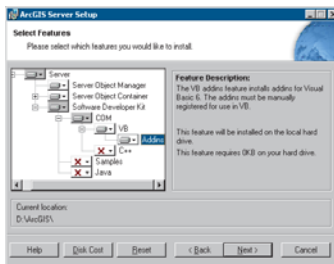 ArcGIS Server Setup
Select Features
Please select which features you would like to install.
Server
Server Object Manager
Server Object Container
Software Developer Kit
COM
VB
Addins
C++
Samples
Java
Feature Description:
The VB addins feature installs addins for Visual
Basic 6. The addins must be manually
registered for use in VB.
This feature will be installed on the local hard
drive.
This feature requires 0KB on your hard drive.
Current location:
D:\ArcGIS\
Help
Disk Cost
Reset
< Back
Next >
Cancel